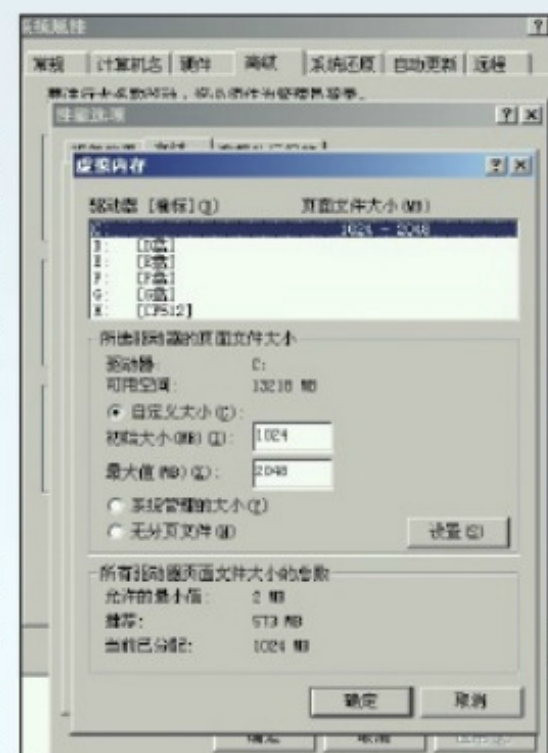 系统属性
常规 计算机名 硬件 高级 系统还原 自动更新 远程
性能选项
虚拟内存
驱动器 [卷标](D) 页面文件大小(MB)
C: 1024 - 2048
D: [D盘]
E: [E盘]
F: [F盘]
G: [G盘]
所选驱动器的页面文件大小
驱动器: C:
可用空间: 13218 MB
自定义大小(C):
初始大小(MB)(I): 1024
最大值(MB)(X): 2048
系统管理的大小(Y)
无分页文件(N)
设置(S)
所有驱动器页面文件大小的总数
允许的最小值: 2 MB
推荐: 573 MB
当前已分配: 1024 MB
确定 取消
确定 取消